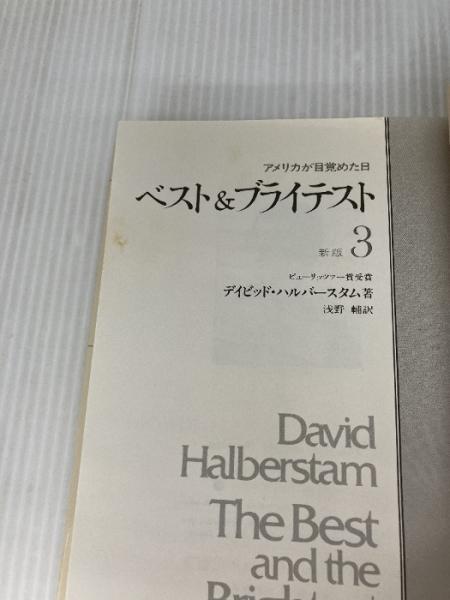 アメリカが目覚めた日
ベスト&ブライテスト
新版 3
ピューリッツァー賞受賞
デイビッド・ハルバースタム著
浅野 輔訳
David
Halberstam
The Best
and the
Brightest